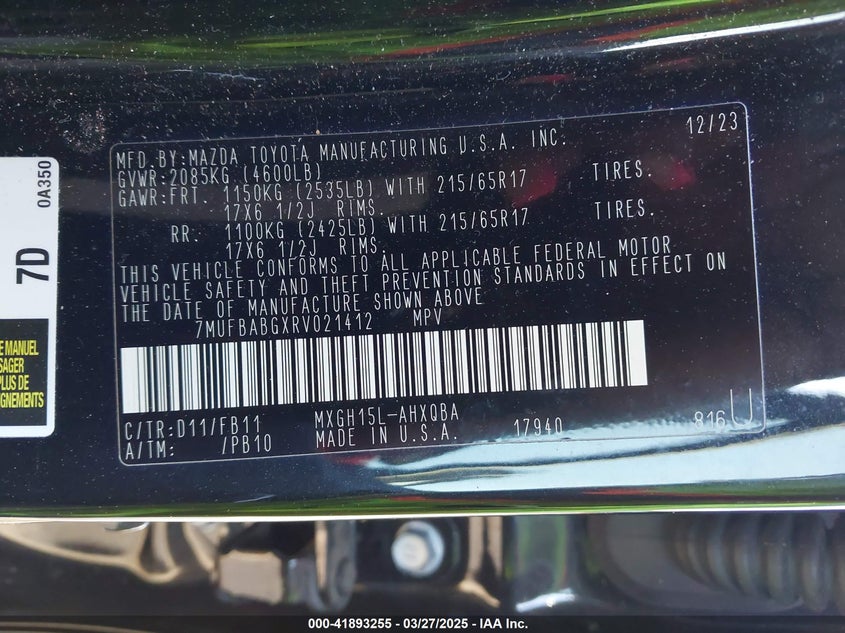 12/23
MFD.BY:MAZDA TOYOTA MANUFACTURING U.S.A. INC.
GVWR:2085KG (4600LB)
GAWR:FRT. 1150KG (2535LB) WITH 215/65R17 TIRES.
17X6 1/2J RIMS.
RR. 1100KG (2425LB) WITH 215/65R17 TIRES.
17X6 1/2J RIMS.
THIS VEHICLE CONFORMS TO ALL APPLICABLE FEDERAL MOTOR
VEHICLE SAFETY AND THEFT PREVENTION STANDARDS IN EFFECT ON
THE DATE OF MANUFACTURE SHOWN ABOVE
7MUFBABGXRV021412 MPV
C/TR:D11/FB11 MXGH15L-AHXQBA
A/TM: /PB10 MADE IN U.S.A. 17940 816 U
7D 0A350
E MANUEL
SAGER
PLUS DE
IGNEMENTS
000-41893255 - 03/27/2025 - IAA, Inc.